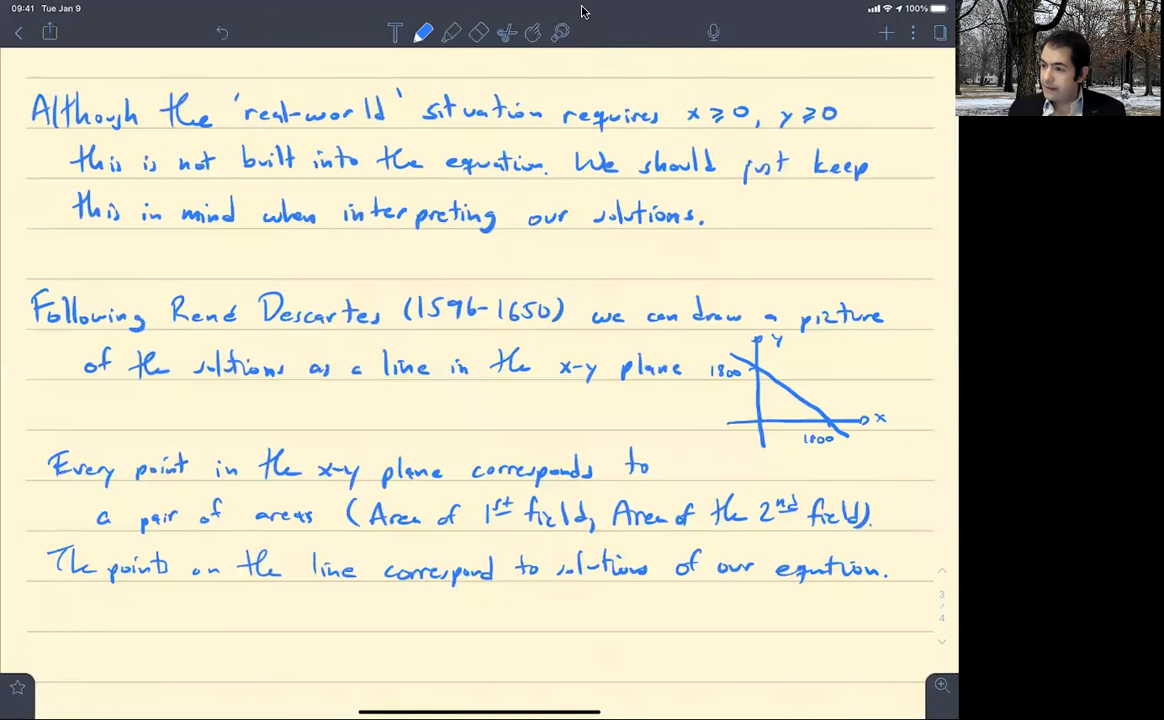 09:41 Tue Jan 9
100%
Although the 'real-world' situation requires x ≥ 0, y ≥ 0
this is not built into the equation. We should just keep
this in mind when interpreting our solutions.
Following René Descartes (1596-1650) we can draw a picture
of the solutions as a line in the x-y plane
y
1800
x
1800
Every point in the x-y plane corresponds to
a pair of areas (Area of 1st field, Area of the 2nd field).
The points on the line correspond to solutions of our equation.
3
/
4